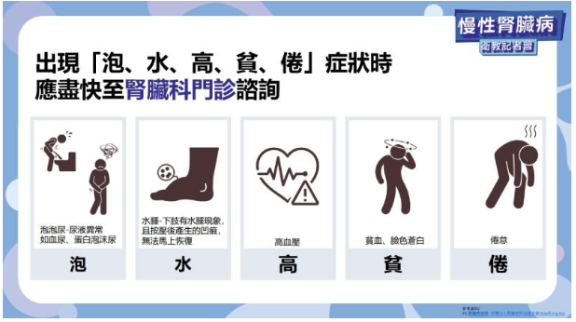 慢性腎臟病
衛教記者會
出現「泡、水、高、貧、倦」症狀時
應盡快至腎臟科門診諮詢
泡泡尿-尿液異常
如血尿、蛋白泡沫尿
泡
水腫-下肢有水腫現象,
且按壓後產生的凹痕,
無法馬上恢復
水
高血壓
高
貧血、臉色蒼白
貧
倦怠
倦